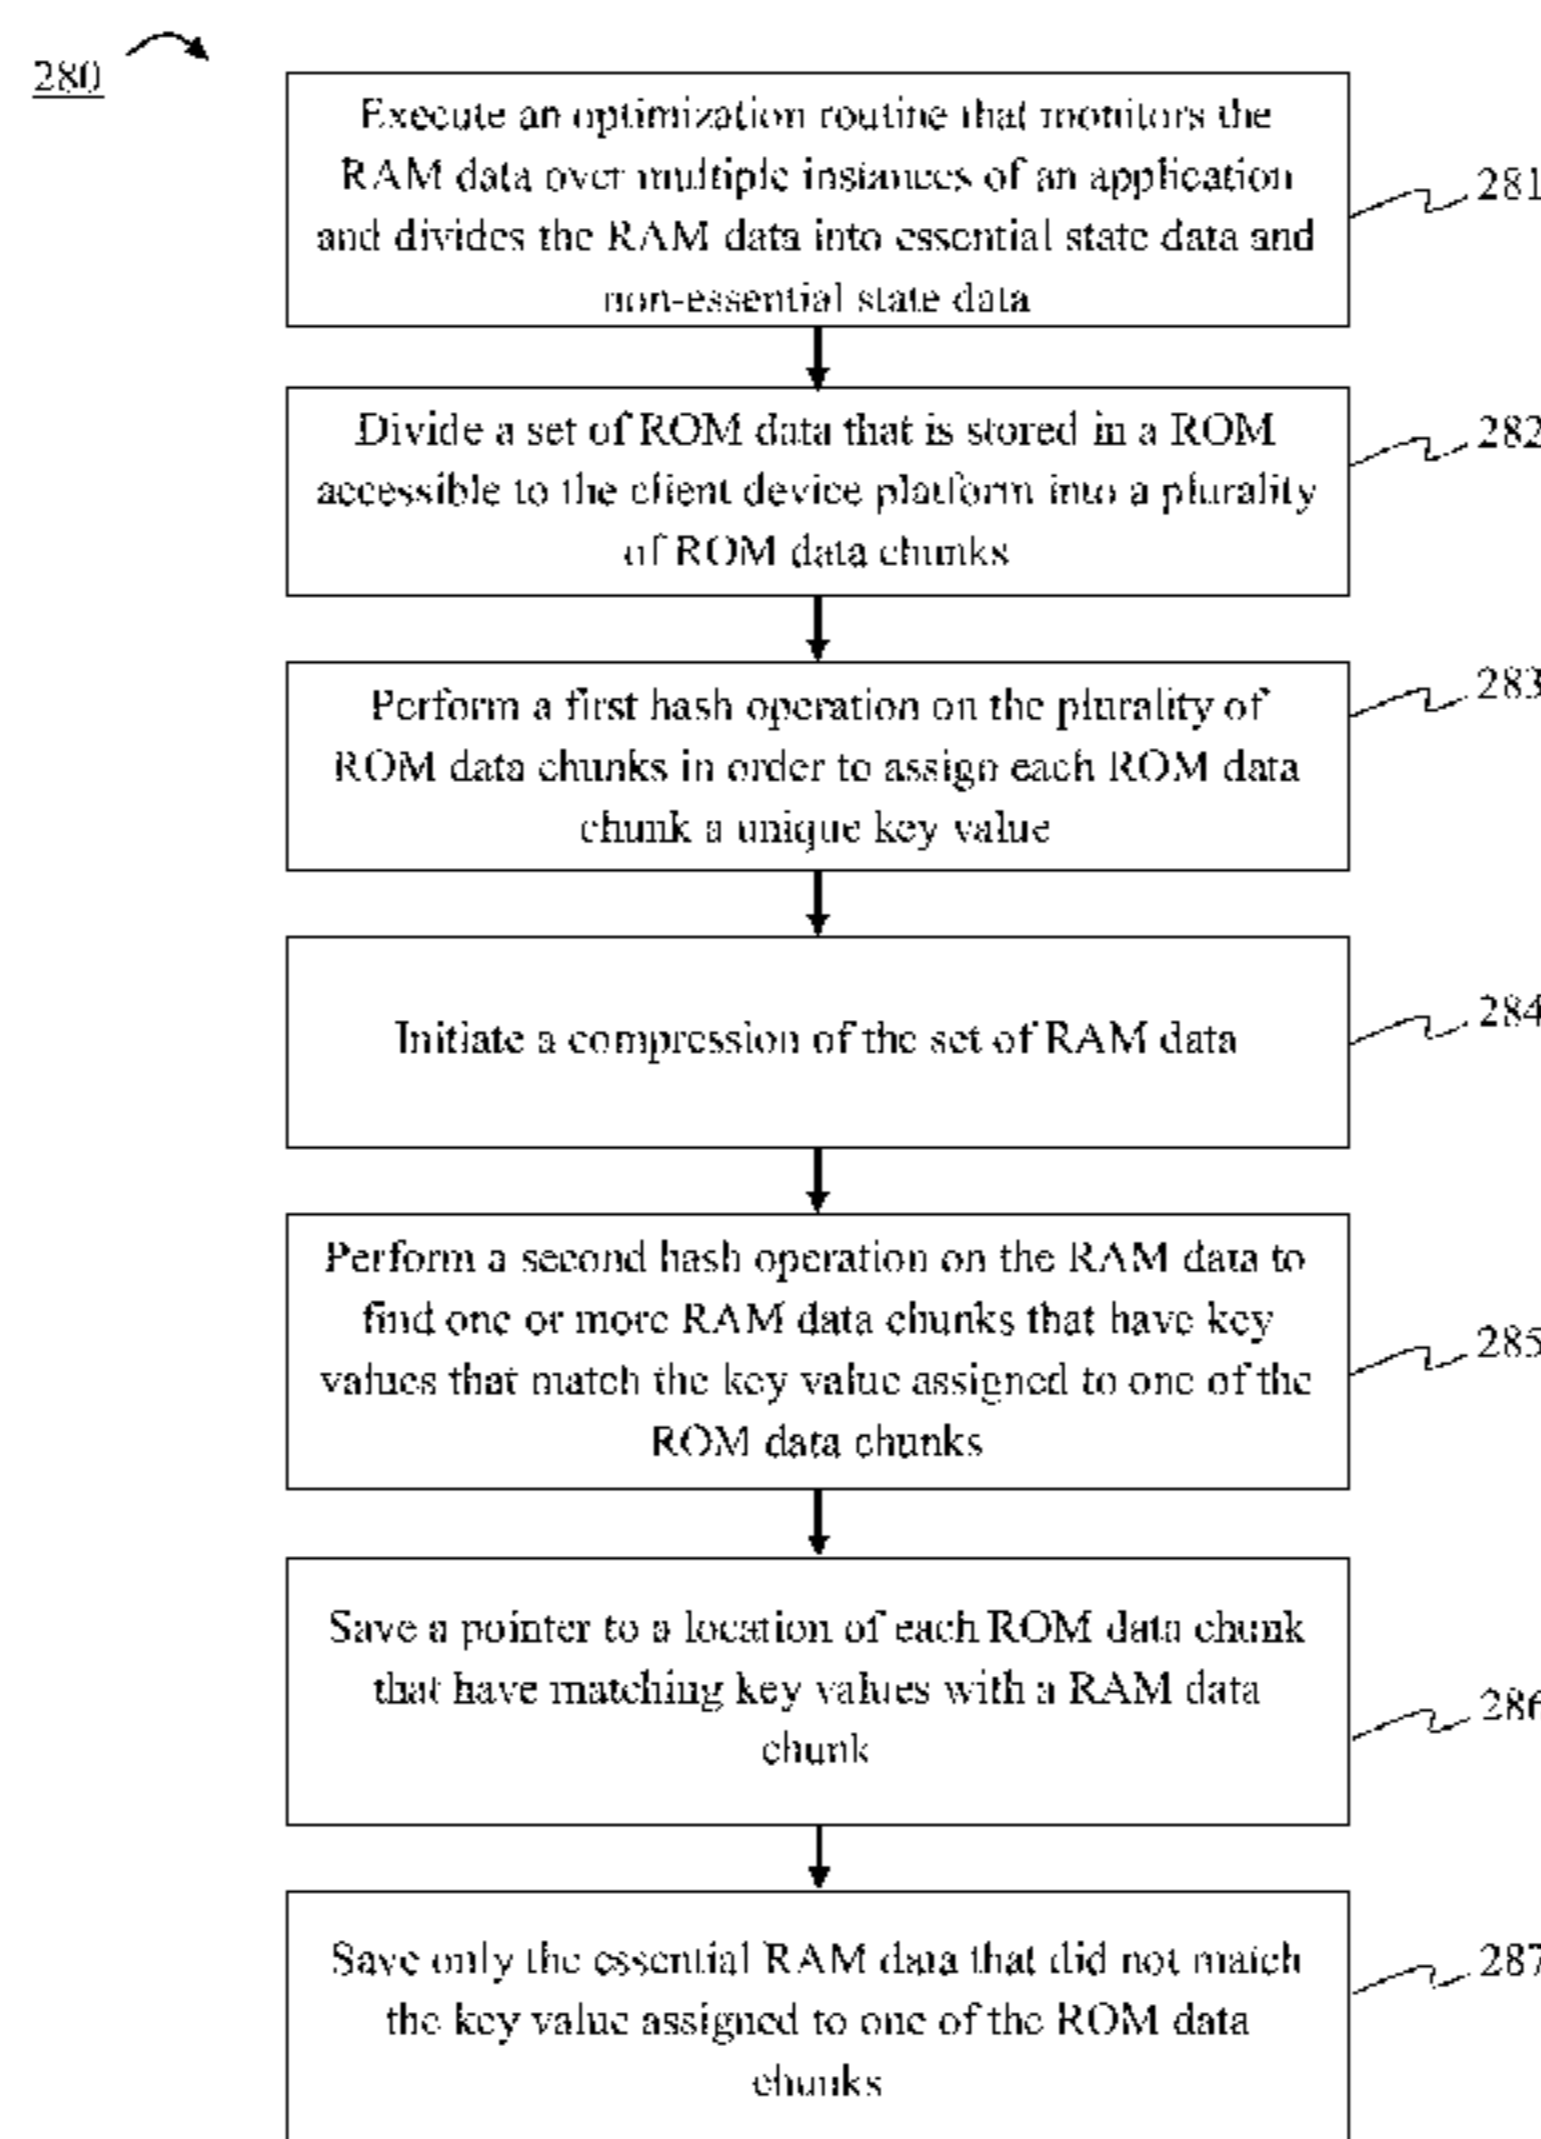 280
Execute an optimization routine that monitors the
RAM data over multiple instances of an application
and divides the RAM data into essential state data and
non-essential state data
281
Divide a set of ROM data that is stored in a ROM
accessible to the client device platform into a plurality
of ROM data chunks
282
Perform a first hash operation on the plurality of
ROM data chunks in order to assign each ROM data
chunk a unique key value
283
Initiate a compression of the set of RAM data
284
Perform a second hash operation on the RAM data to
find one or more RAM data chunks that have key
values that match the key value assigned to one of the
ROM data chunks
285
Save a pointer to a location of each ROM data chunk
that have matching key values with a RAM data
chunk
286
Save only the essential RAM data that did not match
the key value assigned to one of the ROM data
chunks
287